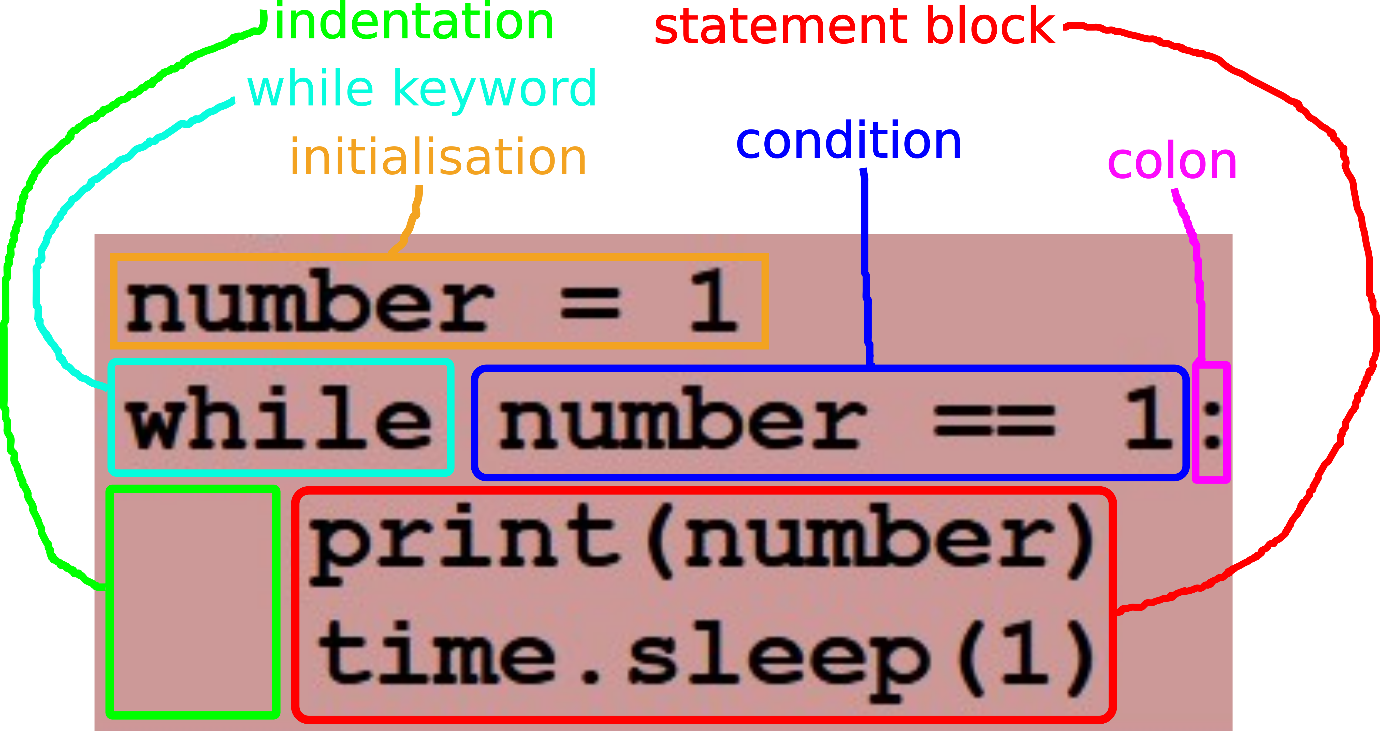 indentation
statement block
while keyword
initialisation
condition
colon
number = 1
while number == 1:
print(number)
time.sleep(1)